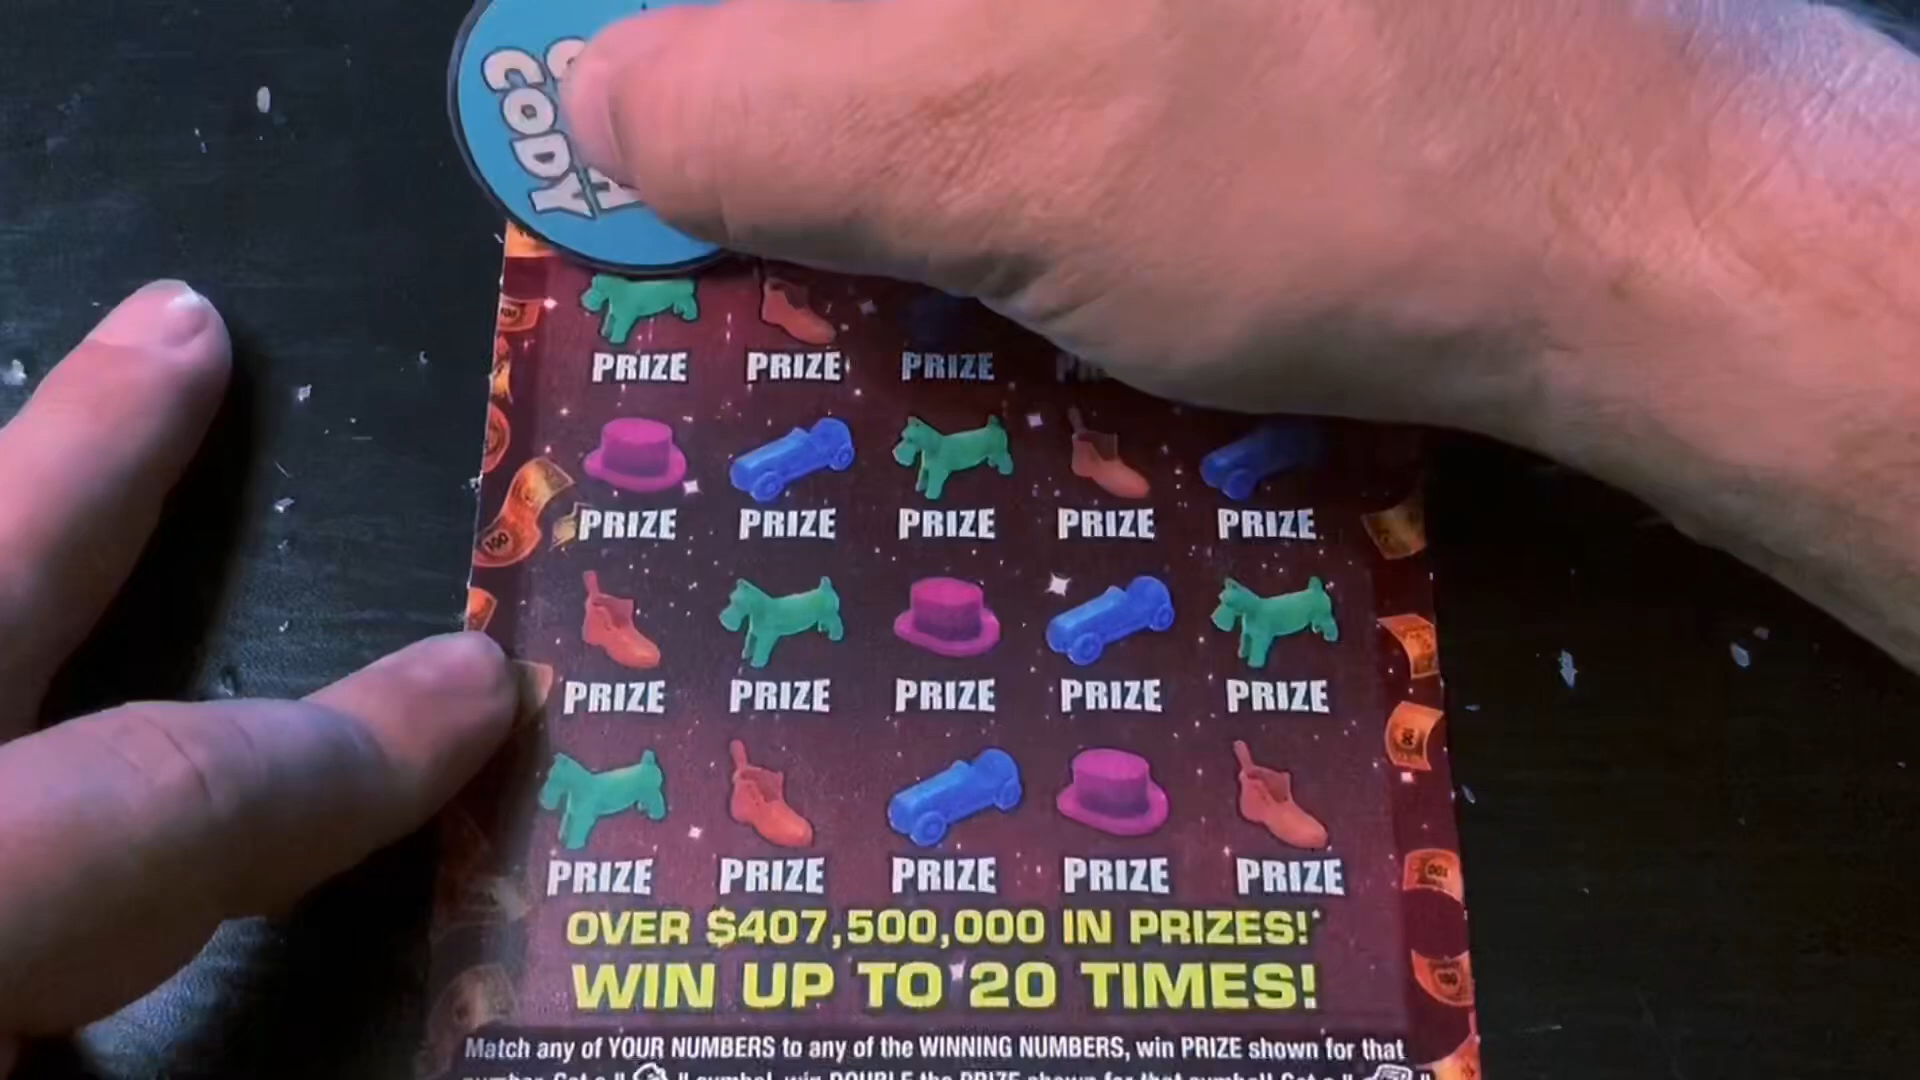 CODY
PRIZE PRIZE PRIZE
PRIZE PRIZE PRIZE PRIZE PRIZE
PRIZE PRIZE PRIZE PRIZE PRIZE
PRIZE PRIZE PRIZE PRIZE PRIZE
OVER $407,500,000 IN PRIZES!*
WIN UP TO 20 TIMES!
Match any of YOUR NUMBERS to any of the WINNING NUMBERS, win PRIZE shown for that